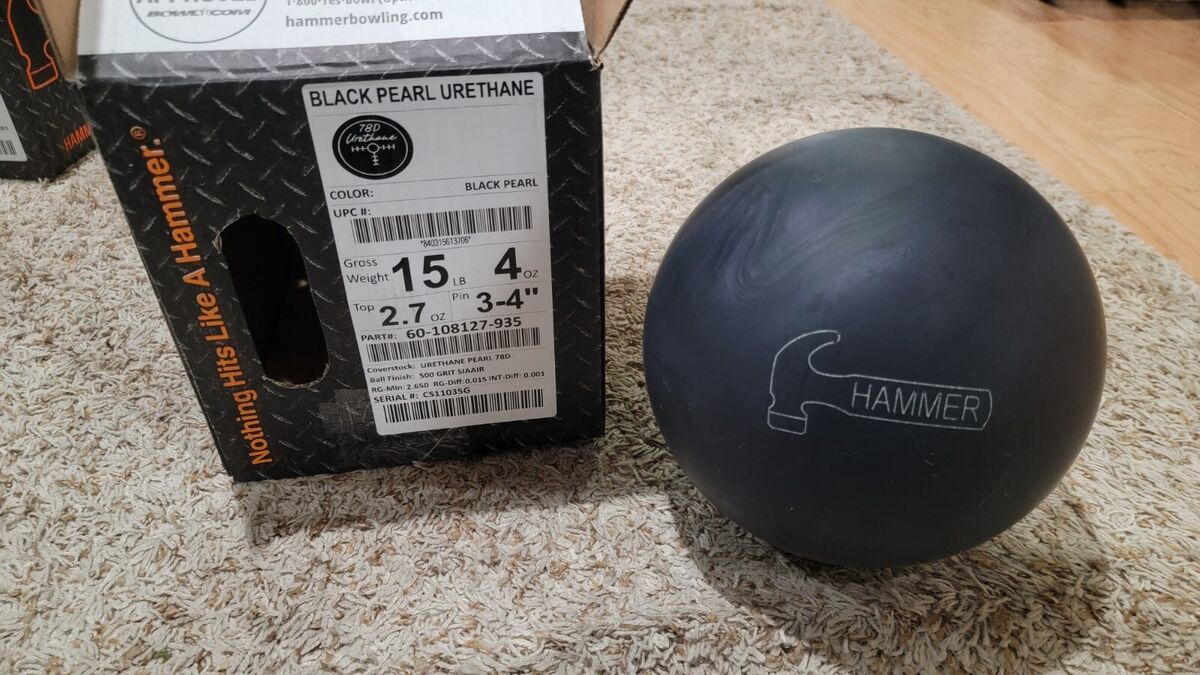 BOWL.COM
hammerbowling.com
Nothing Hits Like A Hammer.®
BLACK PEARL URETHANE
78D
Urethane
COLOR: BLACK PEARL
UPC #:
*840315613706*
Gross Weight 15 LB 4 OZ
Top 2.7 OZ Pin 3-4"
PART#: 60-108127-935
Coverstock: URETHANE PEARL 78D
Ball Finish: 500 GRIT SIAAIR
RG-Min: 2.650 RG-Diff: 0.015 INT-Diff: 0.001
SERIAL #: CS11035G
HAMMER